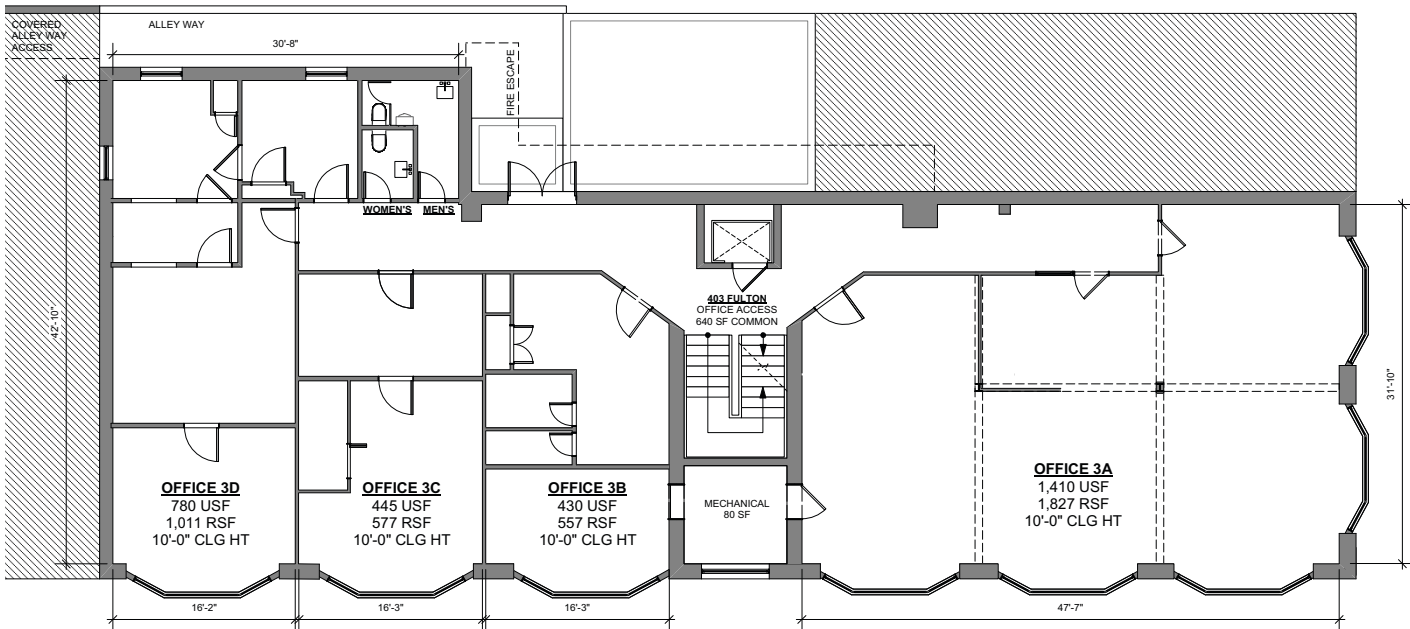 COVERED
ALLEY WAY
ACCESS
ALLEY WAY
30'-8"
FIRE ESCAPE
WOMEN'S
MEN'S
42'-10"
403 FULTON
OFFICE ACCESS
640 SF COMMON
31'-10"
OFFICE 3D
780 USF
1,011 RSF
10'-0" CLG HT
OFFICE 3C
445 USF
577 RSF
10'-0" CLG HT
OFFICE 3B
430 USF
557 RSF
10'-0" CLG HT
MECHANICAL
80 SF
OFFICE 3A
1,410 USF
1,827 RSF
10'-0" CLG HT
16'-2"
16'-3"
16'-3"
47'-7"